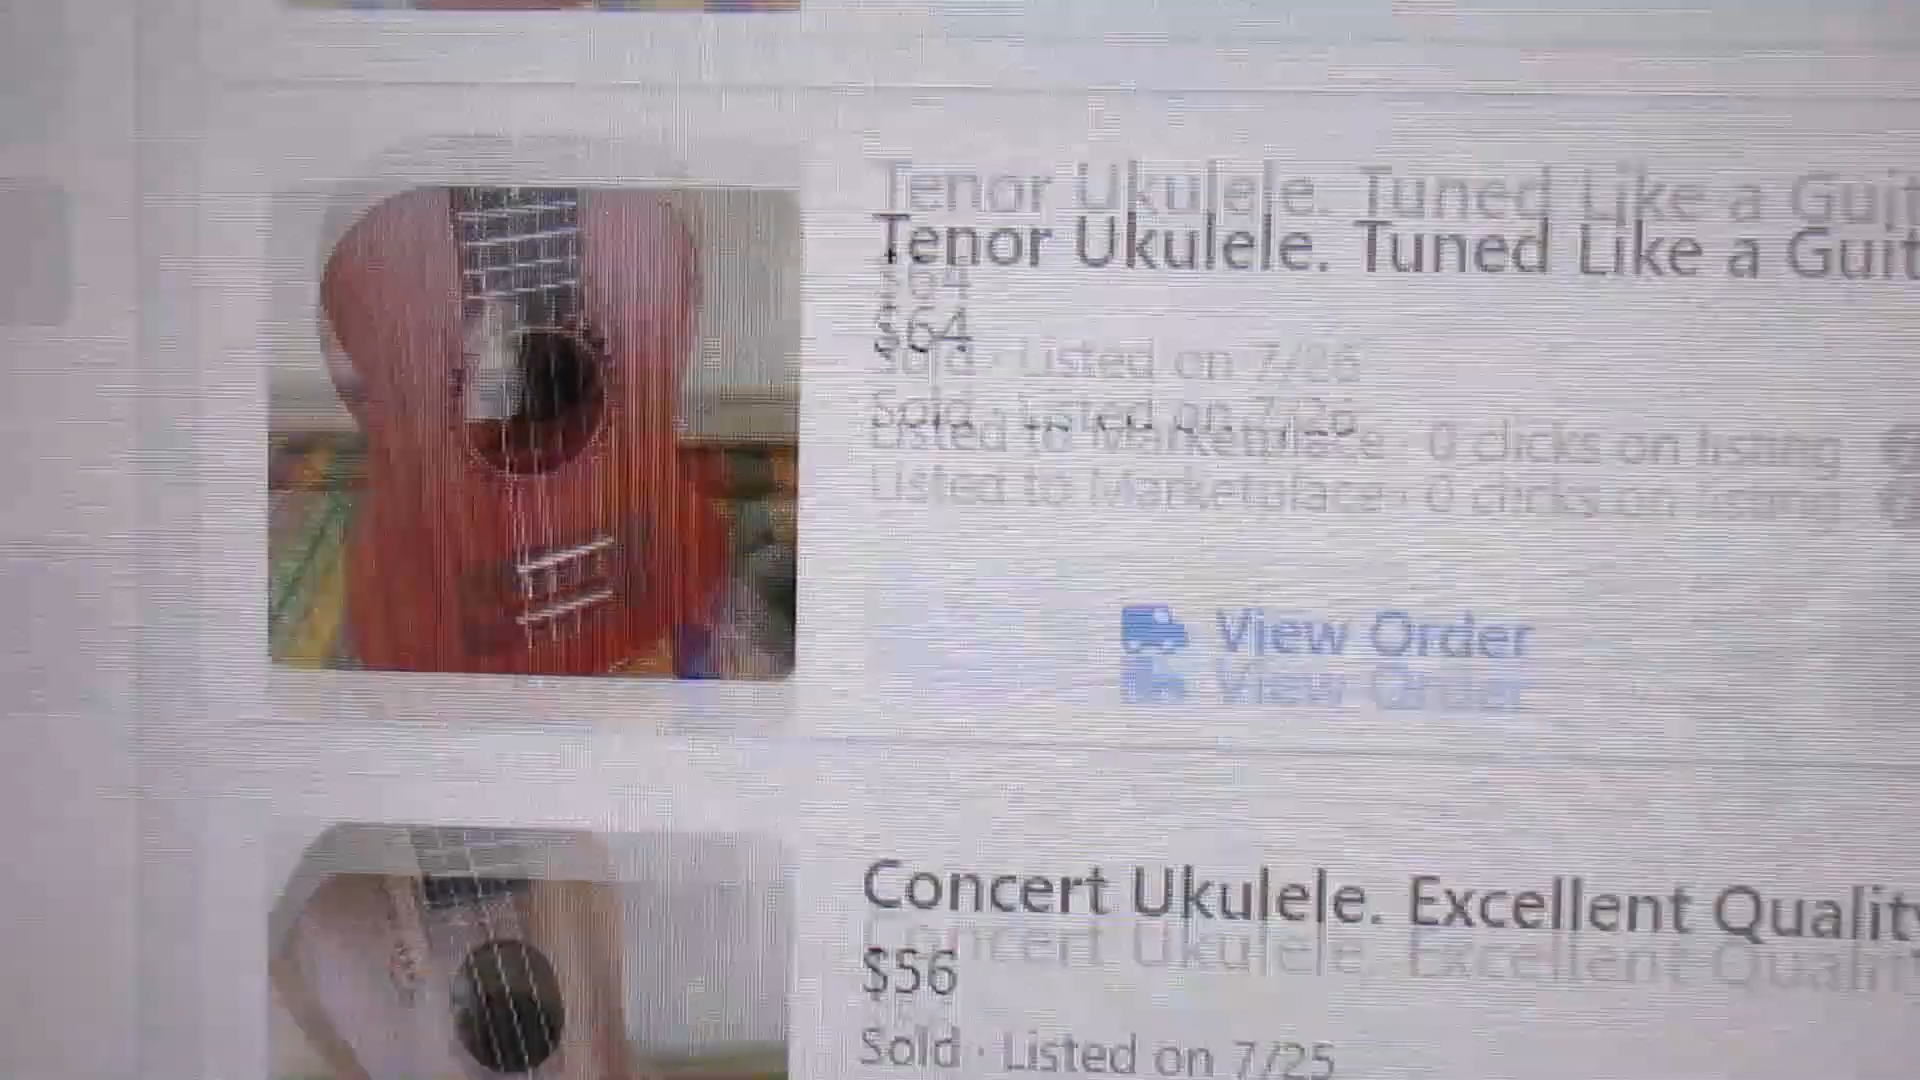 Tenor Ukulele. Tuned Like a Guit
$64
Sold · Listed on 7/26
Listed to Marketplace · 0 clicks on listing
View Order
Concert Ukulele. Excellent Quality
$56
Sold · Listed on 7/25